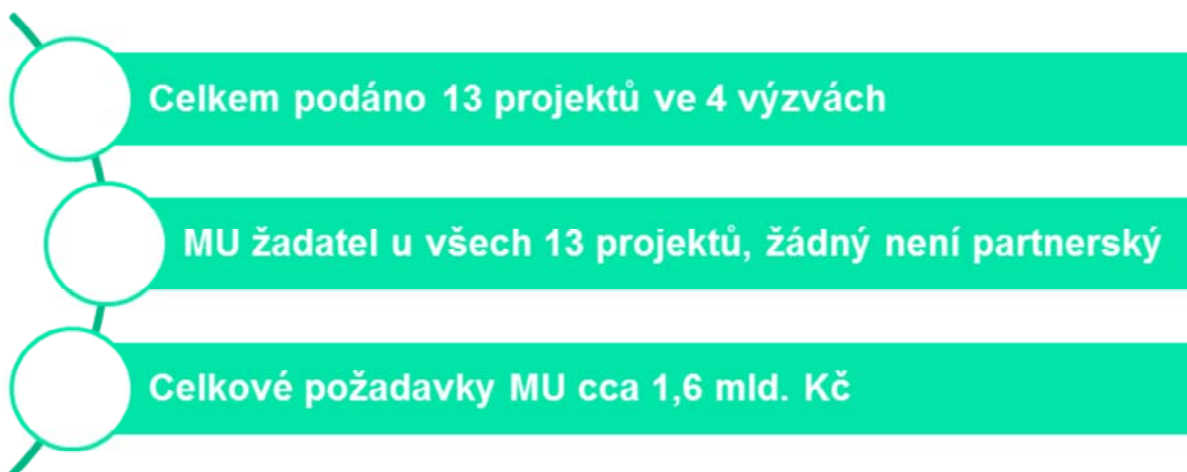 Celkem podáno 13 projektů ve 4 výzvách
MU žadatel u všech 13 projektů, žádný není partnerský
Celkové požadavky MU cca 1,6 mld. Kč